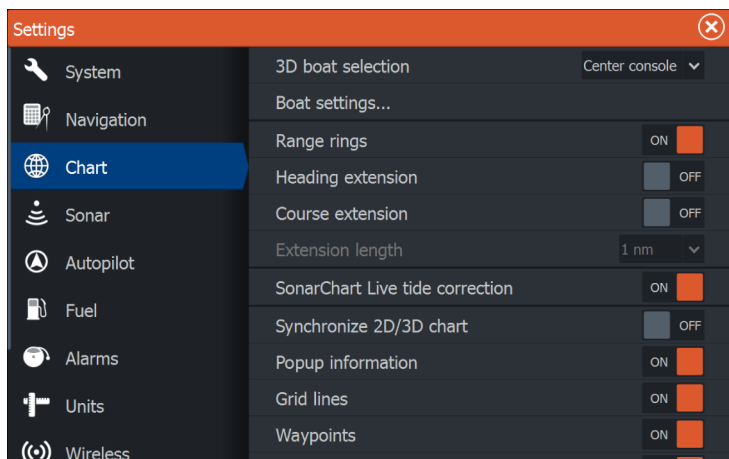 Settings
System
Navigation
Chart
Sonar
Autopilot
Fuel
Alarms
Units
Wireless
3D boat selection Center console
Boat settings...
Range rings ON
Heading extension OFF
Course extension OFF
Extension length 1 nm
SonarChart Live tide correction ON
Synchronize 2D/3D chart OFF
Popup information ON
Grid lines ON
Waypoints ON